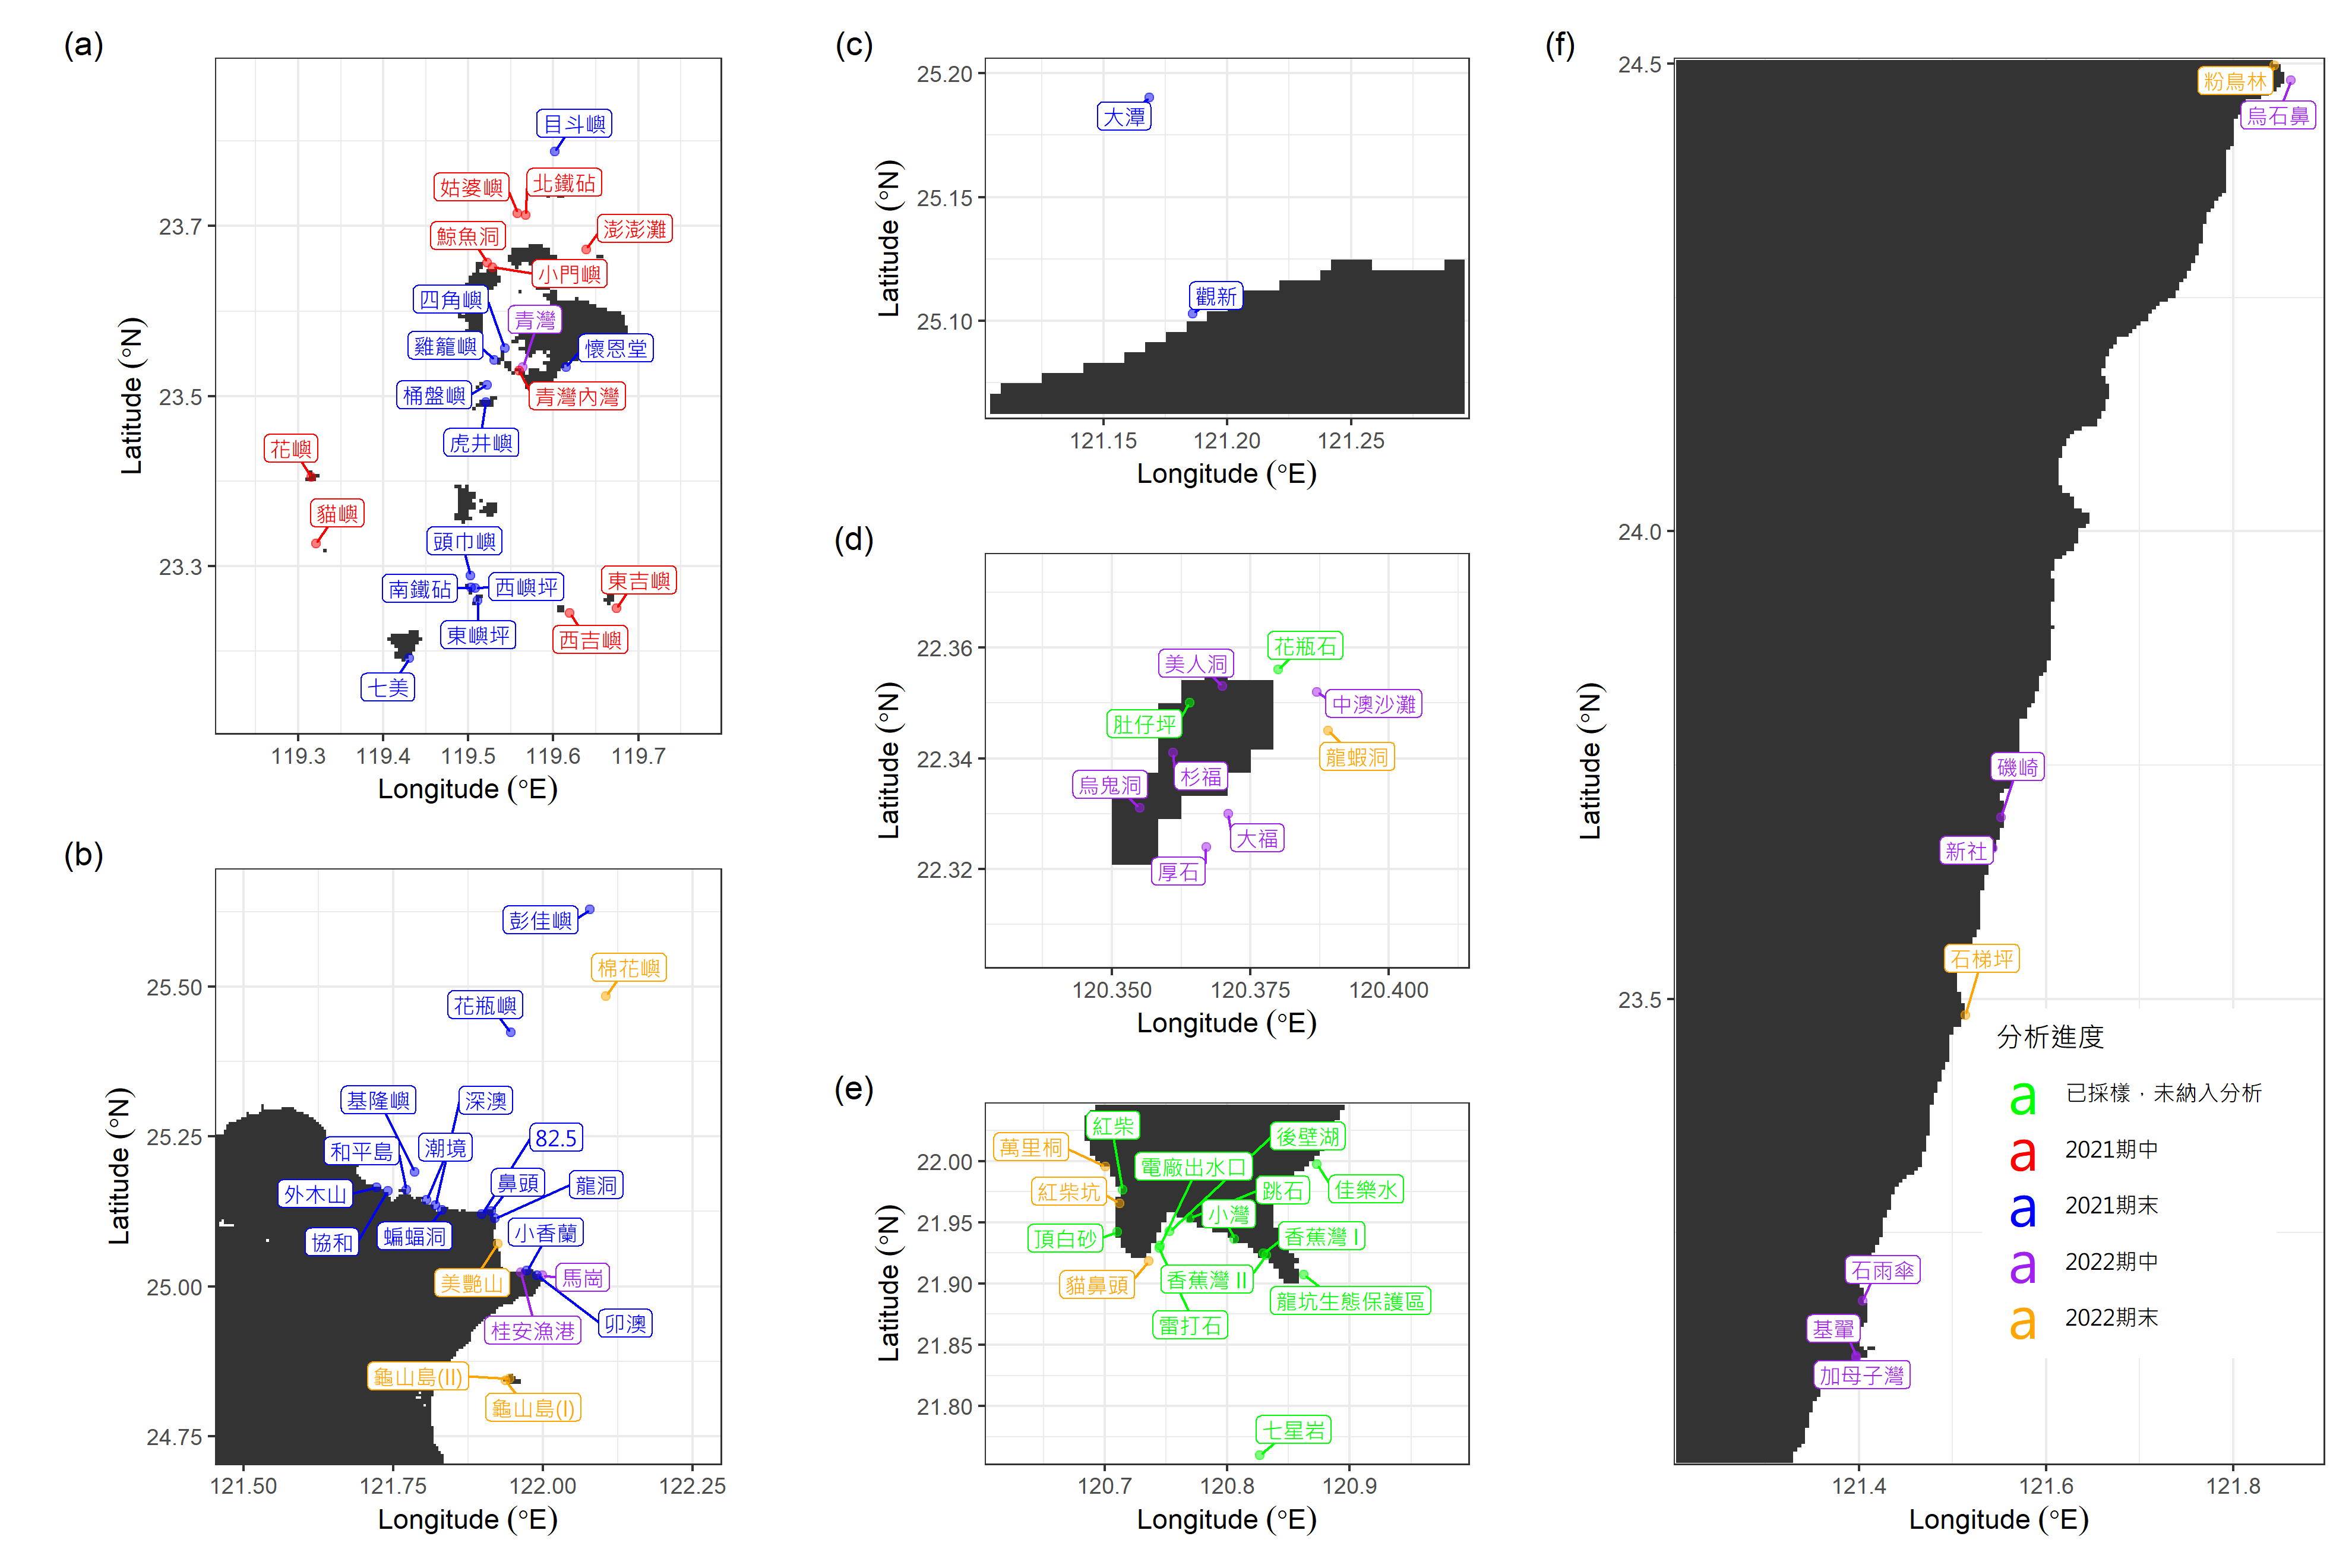 (a)
目斗嶼
姑婆嶼
北鐵砧
澎澎灘
鯨魚洞
小門嶼
四角嶼
青灣
雞籠嶼
懷恩堂
桶盤嶼
青灣內灣
虎井嶼
花嶼
貓嶼
頭巾嶼
南鐵砧
西嶼坪
東吉嶼
東嶼坪
西吉嶼
七美
23.7
23.5
23.3
119.3
119.4
119.5
119.6
119.7
Latitude (°N)
Longitude (°E)
(b)
彭佳嶼
棉花嶼
花瓶嶼
基隆嶼
深澳
和平島
潮境
82.5
外木山
鼻頭
龍洞
協和
蝙蝠洞
小香蘭
美艷山
馬崗
桂安漁港
卯澳
龜山島(II)
龜山島(I)
25.50
25.25
25.00
24.75
121.50
121.75
122.00
122.25
Latitude (°N)
Longitude (°E)
(c)
大潭
觀新
25.20
25.15
25.10
121.15
121.20
121.25
Latitude (°N)
Longitude (°E)
(d)
花瓶石
美人洞
中澳沙灘
肚仔坪
龍蝦洞
杉福
烏鬼洞
大福
厚石
22.36
22.34
22.32
120.350
120.375
120.400
Latitude (°N)
Longitude (°E)
(e)
紅柴
萬里桐
後壁湖
電廠出水口
紅柴坑
跳石
佳樂水
小灣
頂白砂
香蕉灣 I
貓鼻頭
香蕉灣 II
龍坑生態保護區
雷打石
七星岩
22.00
21.95
21.90
21.85
21.80
120.7
120.8
120.9
Latitude (°N)
Longitude (°E)
(f)
粉鳥林
烏石鼻
磯崎
新社
石梯坪
石雨傘
基翬
加母子灣
24.5
24.0
23.5
121.4
121.6
121.8
Latitude (°N)
Longitude (°E)
分析進度
a 已採樣，未納入分析
a 2021期中
a 2021期末
a 2022期中
a 2022期末